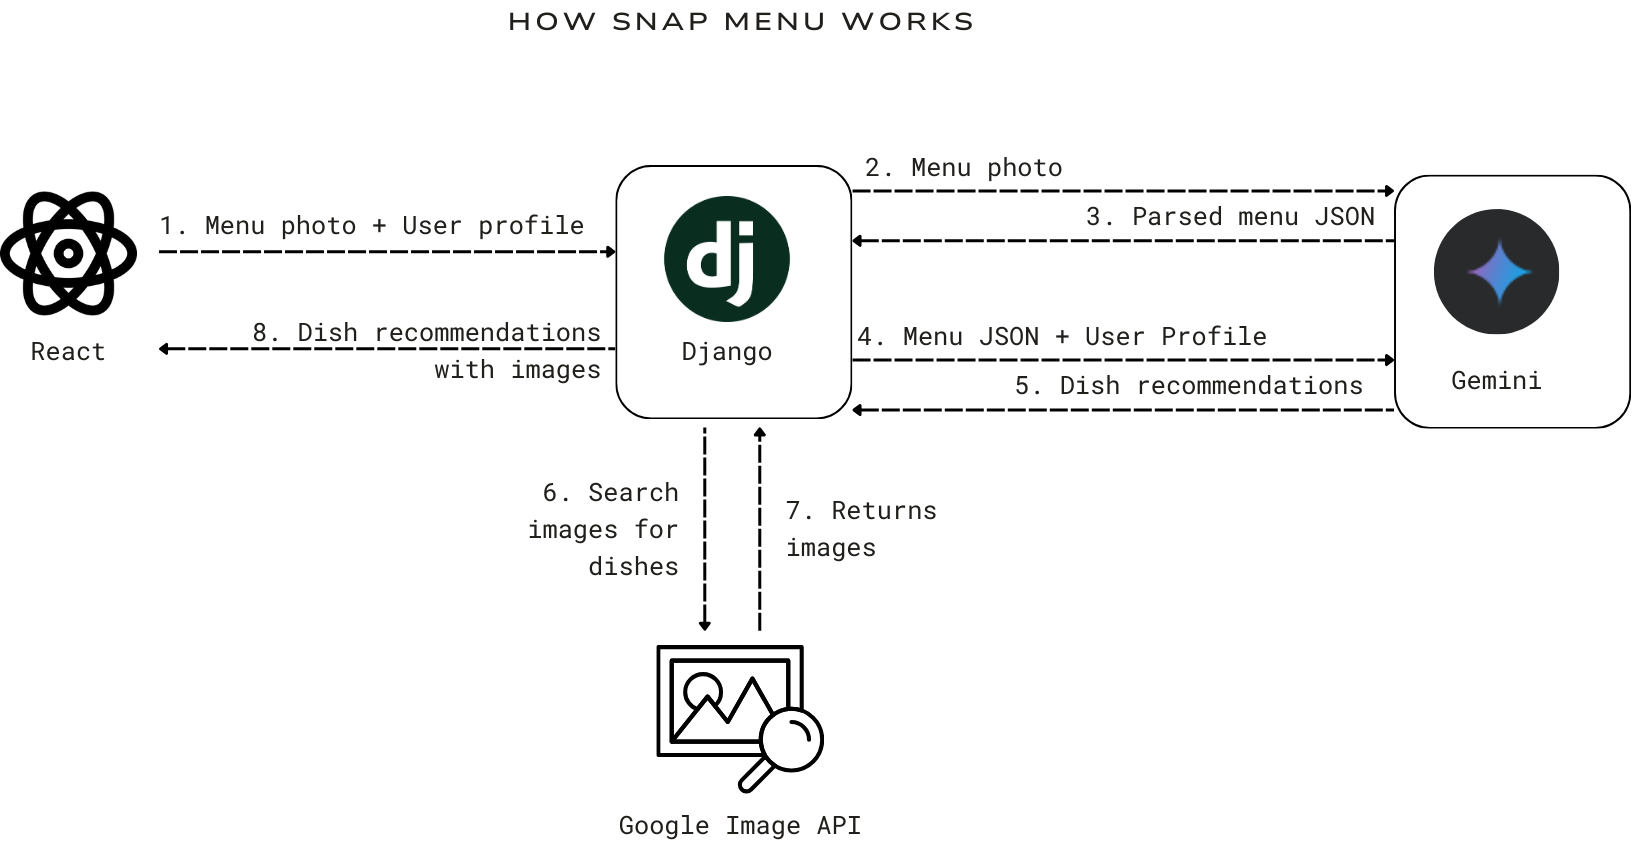 HOW SNAP MENU WORKS
2. Menu photo
3. Parsed menu JSON
1. Menu photo + User profile
dj
8. Dish recommendations
with images
React
Django
4. Menu JSON + User Profile
5. Dish recommendations
Gemini
6. Search
images for
dishes
7. Returns
images
Google Image API